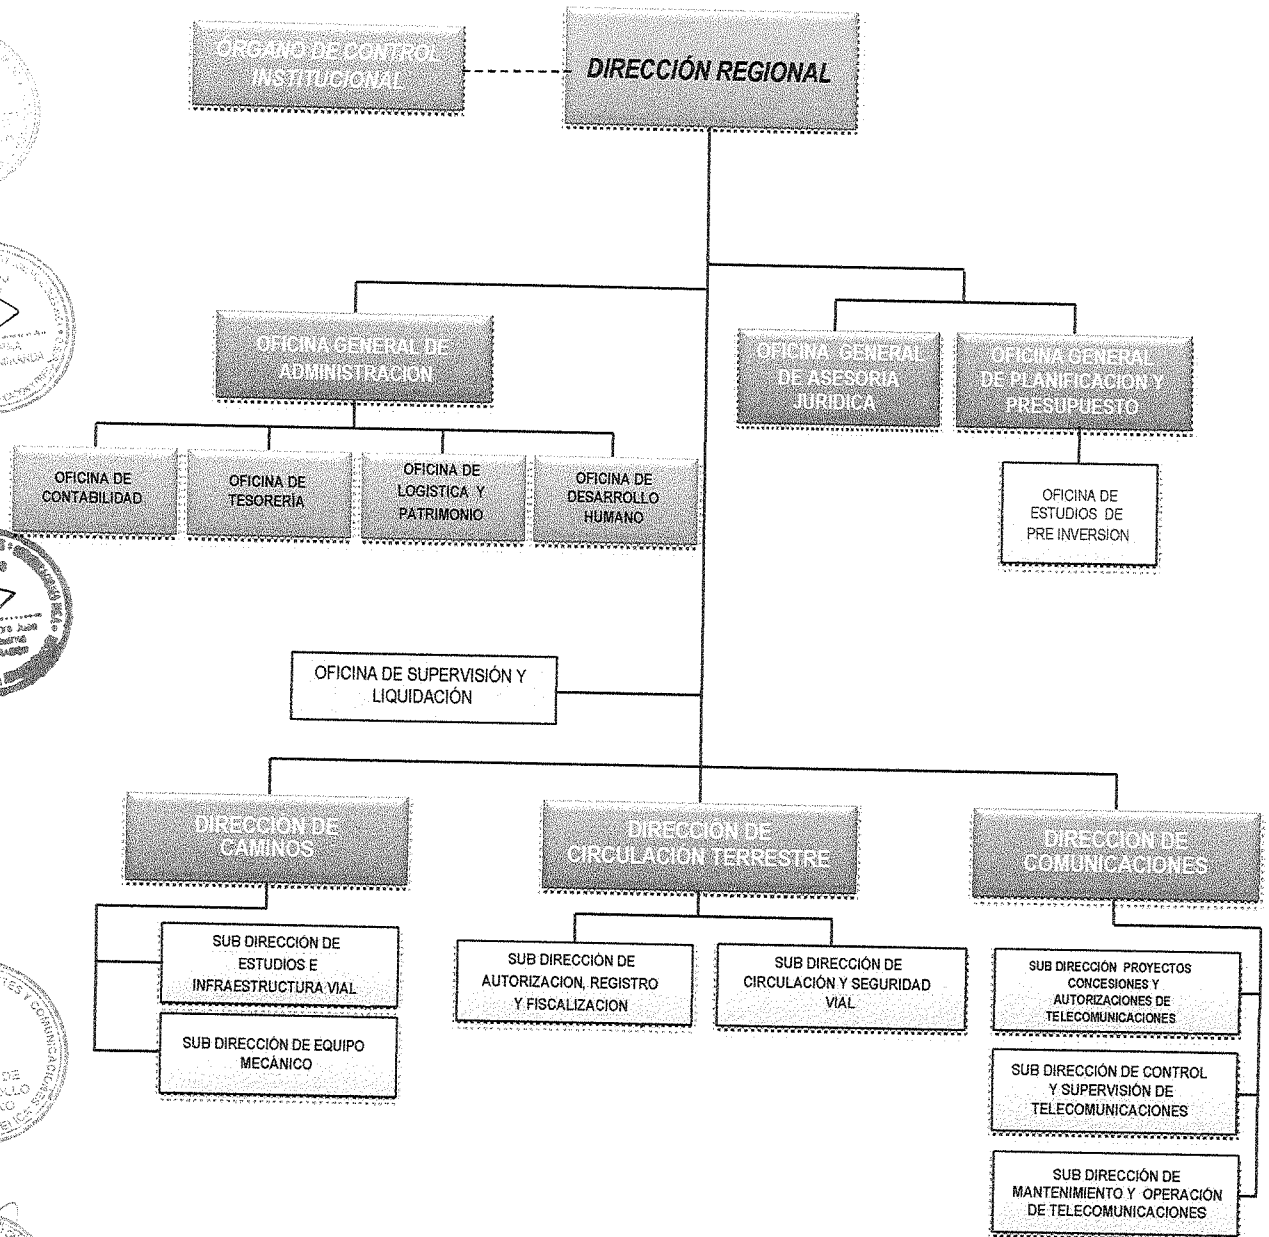 ÓRGANO DE CONTROL
INSTITUCIONAL
DIRECCIÓN REGIONAL
OFICINA GENERAL DE
ADMINISTRACION
OFICINA GENERAL
DE ASESORIA
JURIDICA
OFICINA GENERAL
DE PLANIFICACION Y
PRESUPUESTO
OFICINA DE
CONTABILIDAD
OFICINA DE
TESORERÍA
OFICINA DE
LOGISTICA Y
PATRIMONIO
OFICINA DE
DESARROLLO
HUMANO
OFICINA DE
ESTUDIOS DE
PRE INVERSION
OFICINA DE SUPERVISIÓN Y
LIQUIDACIÓN
DIRECCIÓN DE
CAMINOS
DIRECCION DE
CIRCULACION TERRESTRE
DIRECCION DE
COMUNICACIONES
SUB DIRECCIÓN DE
ESTUDIOS E
INFRAESTRUCTURA VIAL
SUB DIRECCIÓN DE EQUIPO
MECÁNICO
SUB DIRECCIÓN DE
AUTORIZACION, REGISTRO
Y FISCALIZACION
SUB DIRECCIÓN DE
CIRCULACIÓN Y SEGURIDAD
VIAL
SUB DIRECCIÓN PROYECTOS
CONCESIONES Y
AUTORIZACIONES DE
TELECOMUNICACIONES
SUB DIRECCIÓN DE CONTROL
Y SUPERVISIÓN DE
TELECOMUNICACIONES
SUB DIRECCIÓN DE
MANTENIMIENTO Y OPERACIÓN
DE TELECOMUNICACIONES